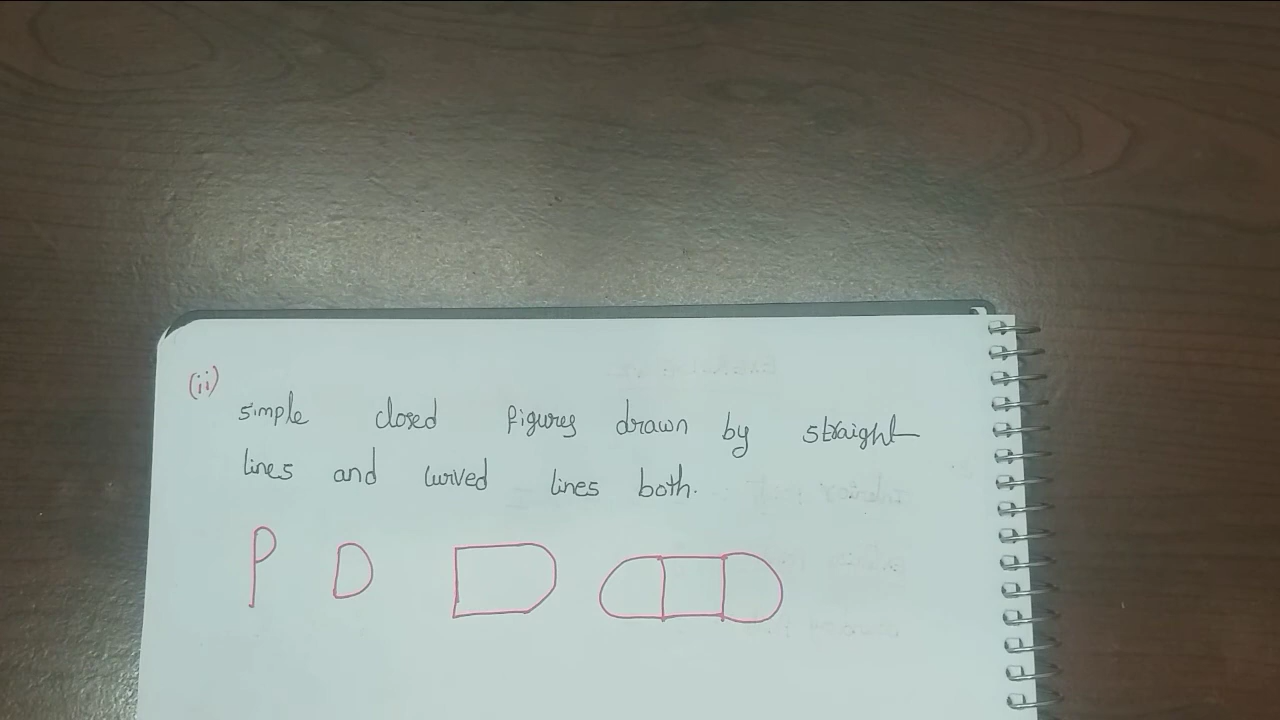 (ii)
simple closed figures drawn by straight
lines and curved lines both.
P D